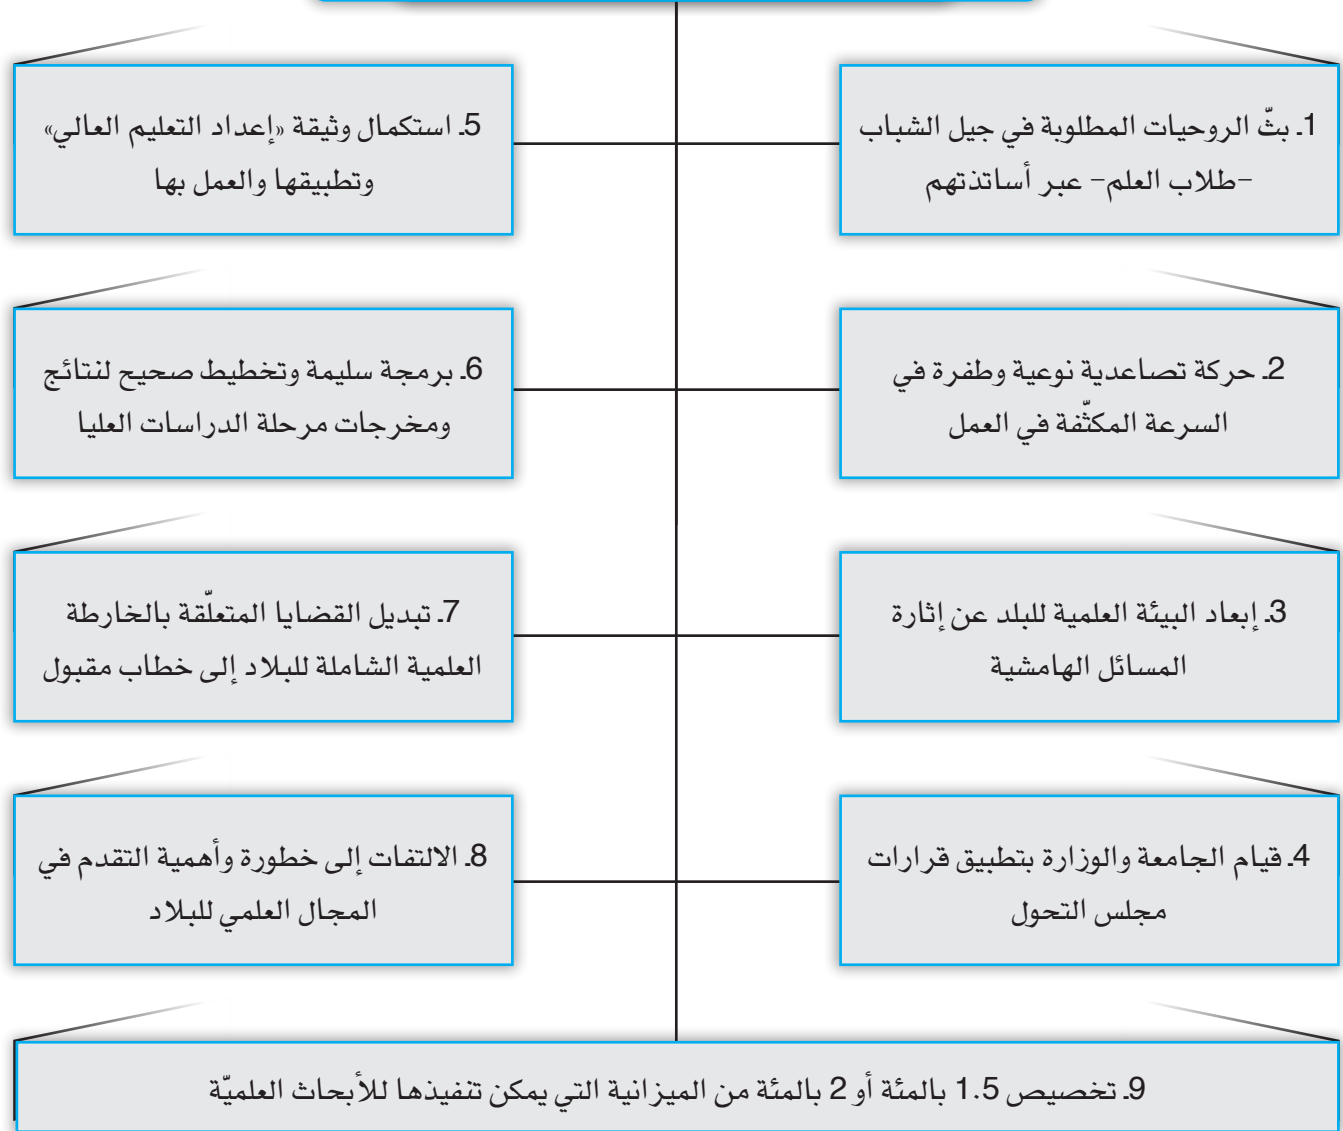 1. بثّ الروحيات المطلوبة في جيل الشباب
-طلاب العلم- عبر أساتذتهم
2. حركة تصاعدية نوعية وطفرة في
السرعة المكثّفة في العمل
3. إبعاد البيئة العلمية للبلد عن إثارة
المسائل الهامشية
4. قيام الجامعة والوزارة بتطبيق قرارات
مجلس التحول
5. استكمال وثيقة «إعداد التعليم العالي»
وتطبيقها والعمل بها
6. برمجة سليمة وتخطيط صحيح لنتائج
ومخرجات مرحلة الدراسات العليا
7. تبديل القضايا المتعلّقة بالخارطة
العلمية الشاملة للبلاد إلى خطاب مقبول
8. الالتفات إلى خطورة وأهمية التقدم في
المجال العلمي للبلاد
9. تخصيص 1.5 بالمئة أو 2 بالمئة من الميزانية التي يمكن تنفيذها للأبحاث العلميّة